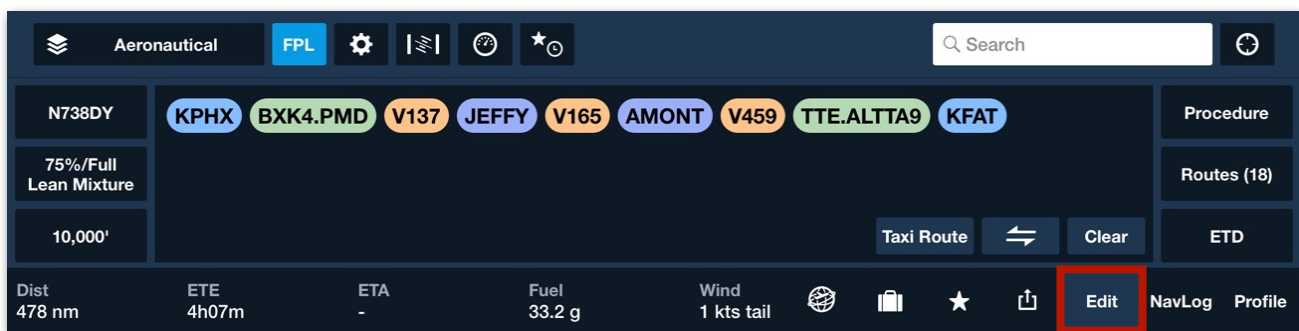 Aeronautical FPL Search
N738DY
KPHX BXK4.PMD V137 JEFFY V165 AMONT V459 TTE.ALTTA9 KFAT
Procedure
75%/Full
Lean Mixture
Routes (18)
10,000'
Taxi Route Clear
ETD
Dist ETE ETA Fuel Wind
478 nm 4h07m - 33.2 g 1 kts tail
Edit NavLog Profile